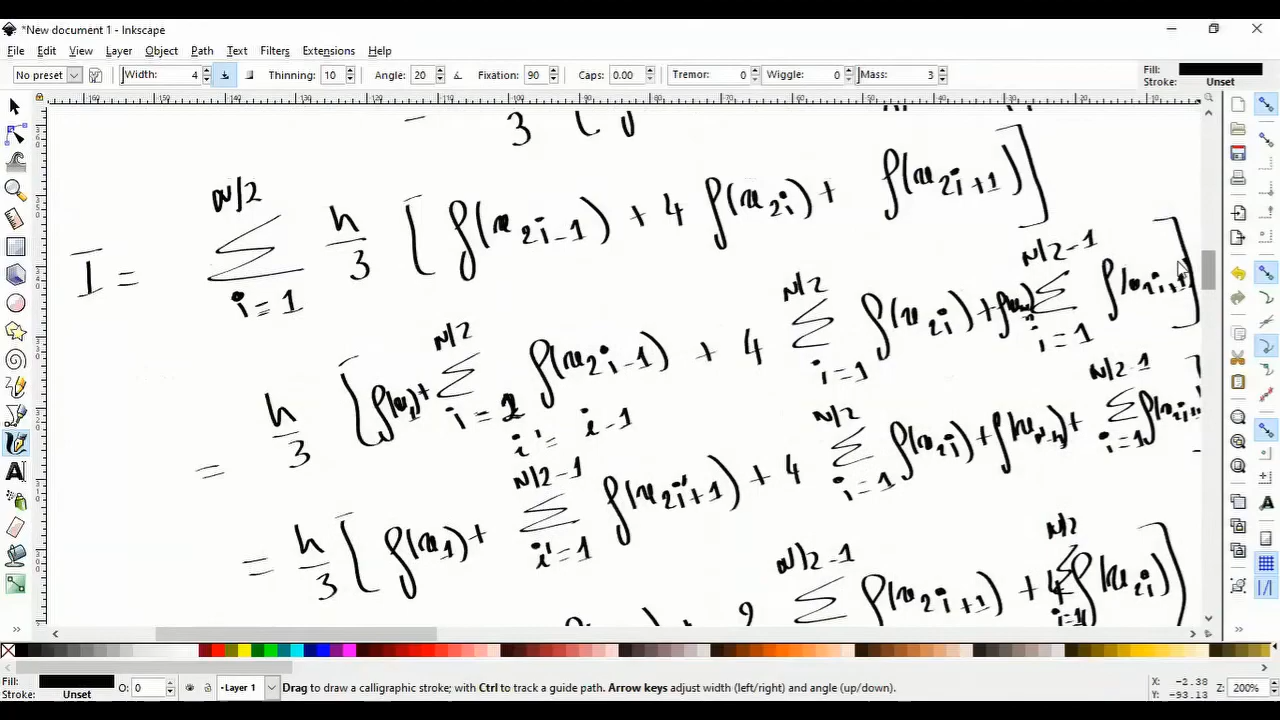 *New document 1 - Inkscape
File Edit View Layer Object Path Text Filters Extensions Help
No preset Width: 4 Thinning: 10 Angle: 20 Fixation: 90 Caps: 0.00 Tremor: 0 Wiggle: 0 Mass: 3 Fill: Stroke: Unset
3
I = N/2 Σ i=1 h/3 [ f(x2i-1) + 4 f(x2i) + f(x2i+1) ]
= h/3 [ f(x1) + N/2 Σ i=2 f(x2i-1) + 4 N/2 Σ i=1 f(x2i) + N/2-1 Σ i=1 f(x2i+1) ]
i' = i-1
= h/3 [ f(x1) + N/2-1 Σ i'=1 f(x2i'+1) + 4 N/2 Σ i=1 f(x2i) + N/2-1 Σ i=1
N/2-1 Σ f(x2i+1) + 4 N/2 Σ i=1 f(x2i) ]
Fill: Stroke: Unset O: 0 Layer 1 Drag to draw a calligraphic stroke; with Ctrl to track a guide path. Arrow keys adjust width (left/right) and angle (up/down). X: -2.38 Y: -93.13 Z: 200%